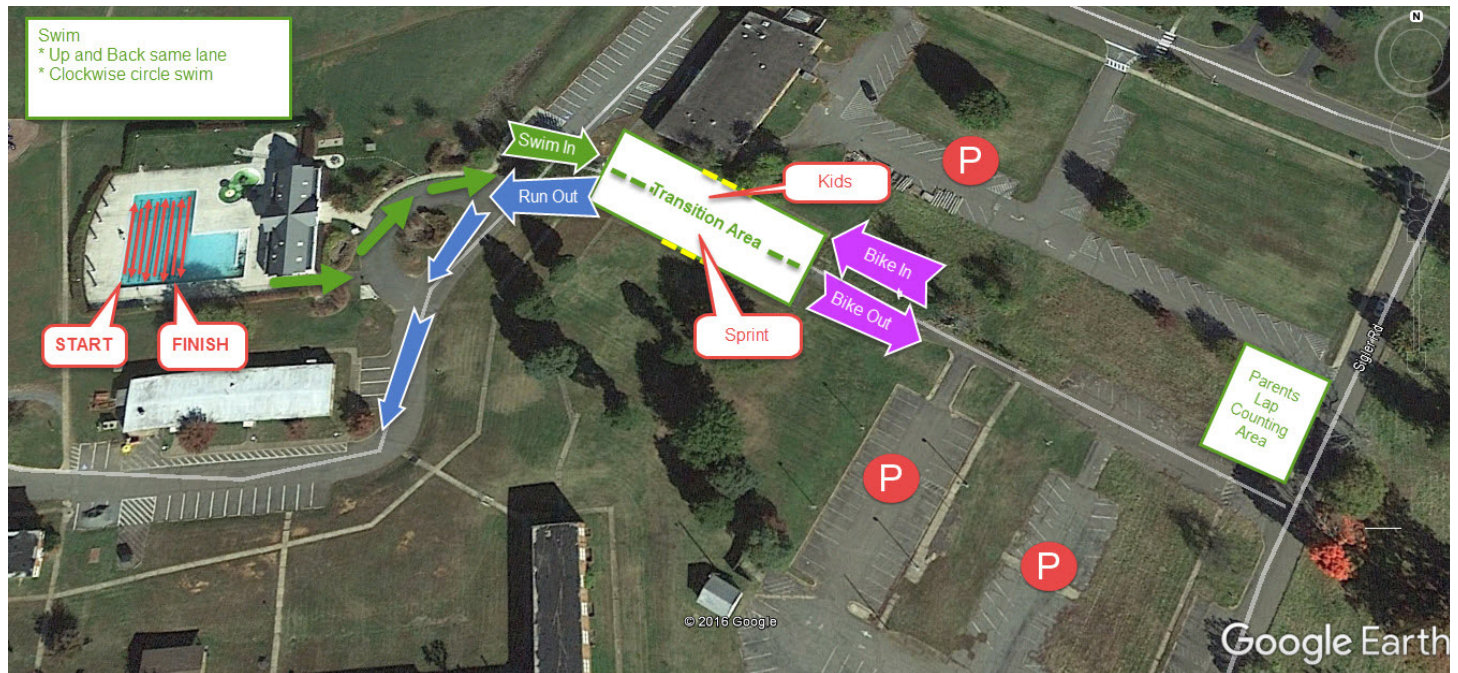 Swim
* Up and Back same lane
* Clockwise circle swim
N
Swim In
Run Out
Kids
Transition Area
P
Bike In
Bike Out
Sprint
START
FINISH
Sigler Rd
Parents
Lap
Counting
Area
P
P
© 2016 Google
Google Earth